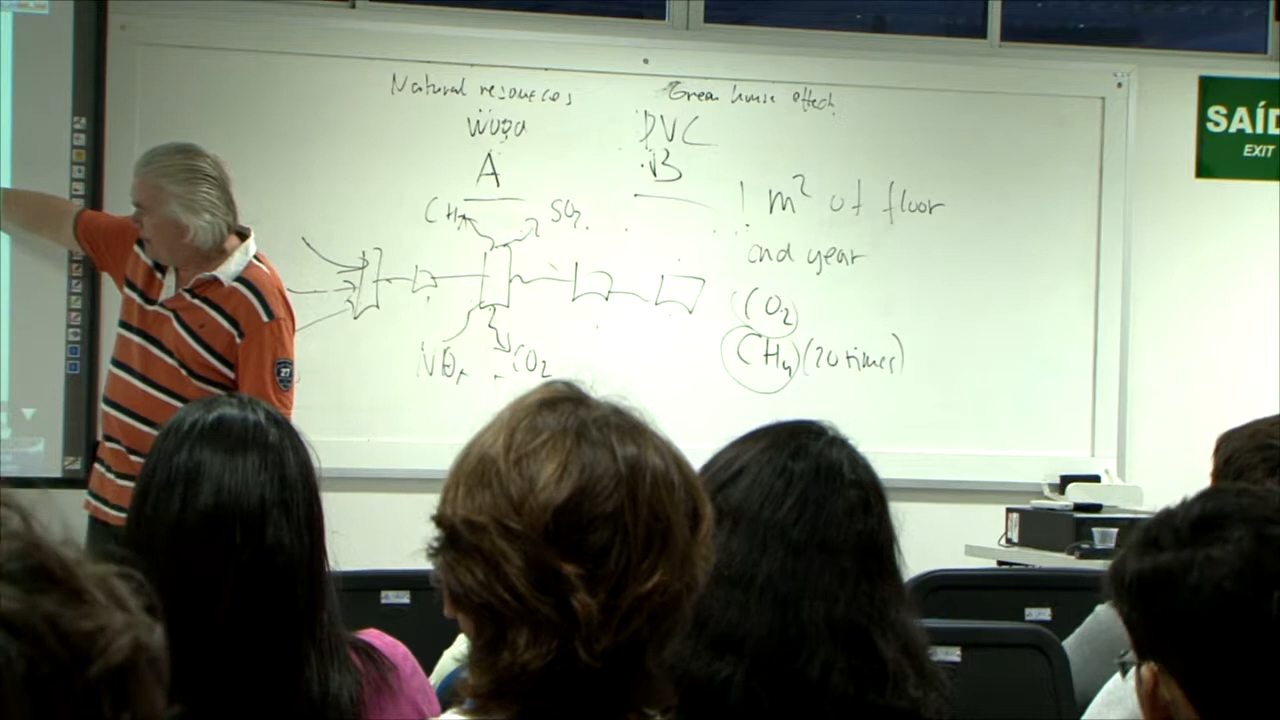 Natural resources
Green house effect
Wood
PVC
A
B
CH4
SO2
1 m² of floor
and year
CO2
CH4 (20 times)
NOx
CO2
SAÍD
EXIT
27